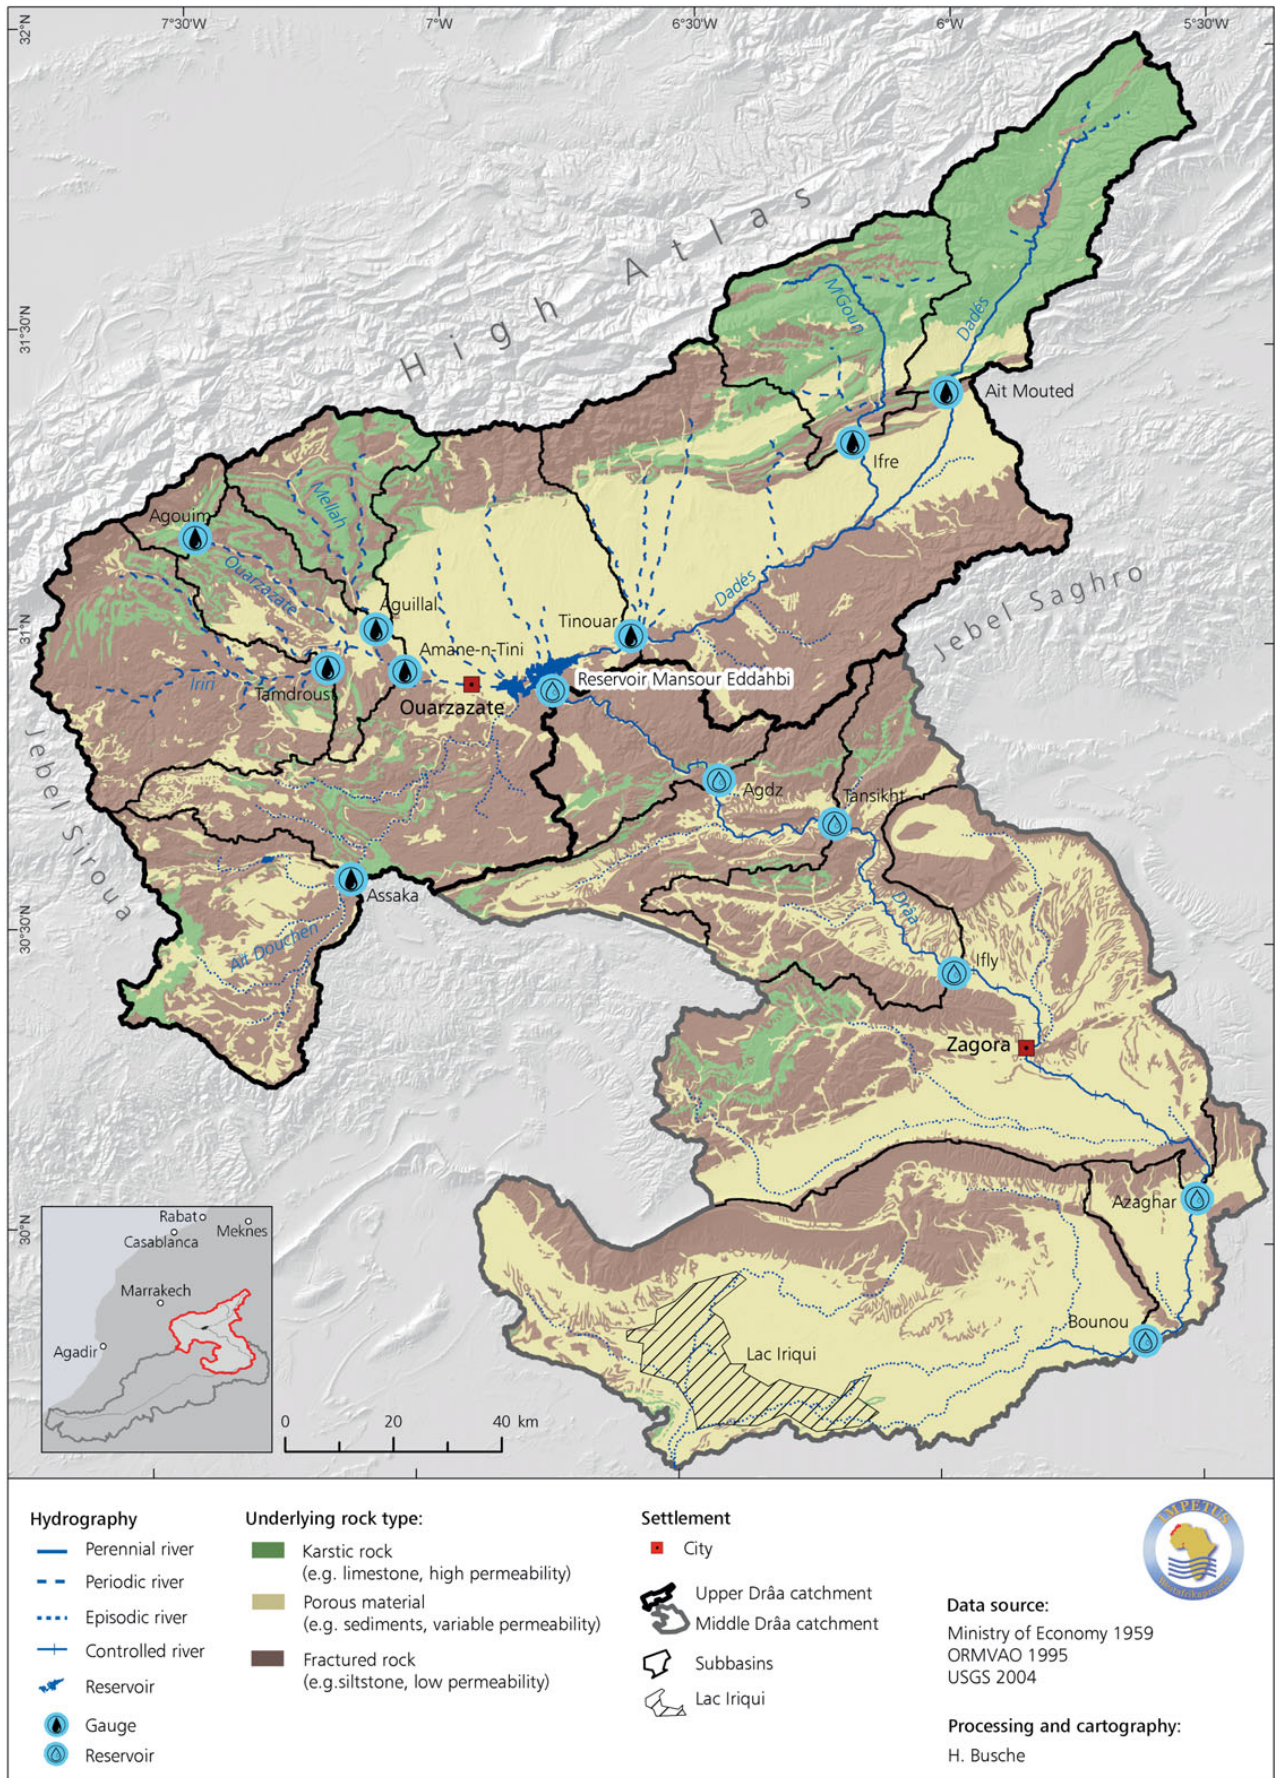 7°30'W
7°W
6°30'W
6°W
5°30'W
32°N
31°30'N
31°N
30°30'N
30°N
High Atlas
M'Goun
Dadés
Ait Mouted
Ifre
Mellah
Agouim
Ouarzazate
Aguillal
Dadés
Jebel Saghro
Tinouar
Amane-n-Tini
Iriri
Tamdroust
Reservoir Mansour Eddahbi
Ouarzazate
Jebel Siroua
Agdz
Tansikht
Assaka
Drâa
Ait Douchen
Ifly
Zagora
Azaghar
Bounou
Lac Iriqui
Rabat
Meknes
Casablanca
Marrakech
Agadir
0 20 40 km
Hydrography
Perennial river
Periodic river
Episodic river
Controlled river
Reservoir
Gauge
Reservoir
Underlying rock type:
Karstic rock
(e.g. limestone, high permeability)
Porous material
(e.g. sediments, variable permeability)
Fractured rock
(e.g.siltstone, low permeability)
Settlement
City
Upper Drâa catchment
Middle Drâa catchment
Subbasins
Lac Iriqui
IMPETUS
Data source:
Ministry of Economy 1959
ORMVAO 1995
USGS 2004
Processing and cartography:
H. Busche